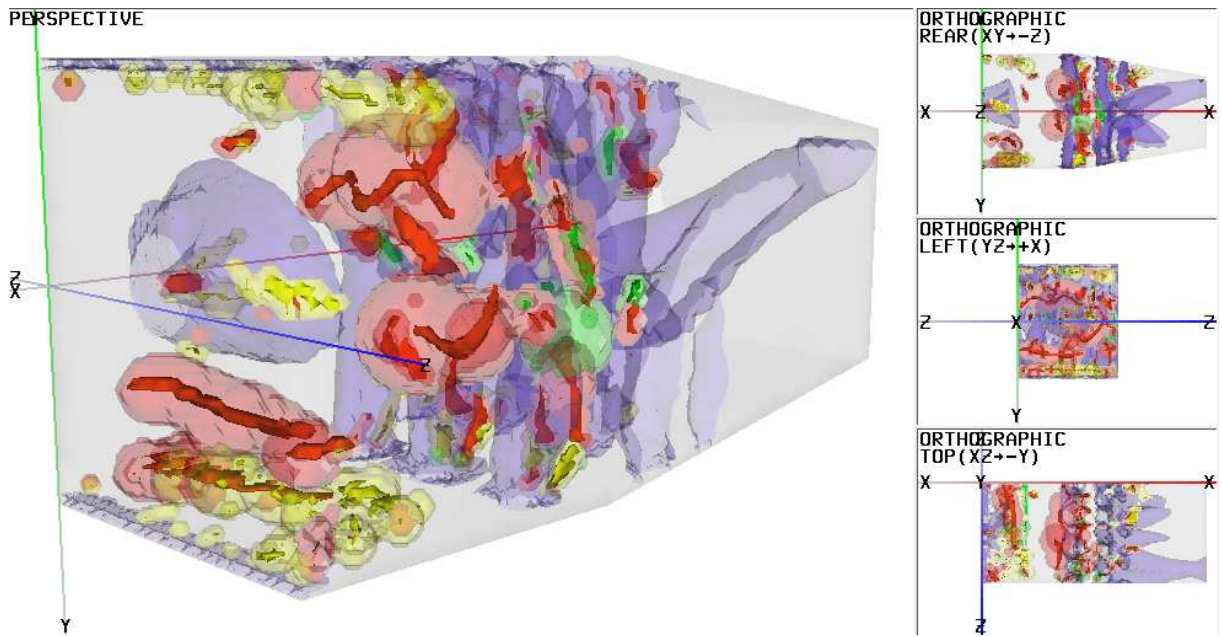 PERSPECTIVE
Y
Z
X
Z
Y
ORTHOGRAPHIC
REAR(XY→-Z)
X Z X
Y
ORTHOGRAPHIC
LEFT(YZ→+X)
Z X Z
Y
ORTHOGRAPHIC
TOP(XZ→-Y)
X Y X
Z